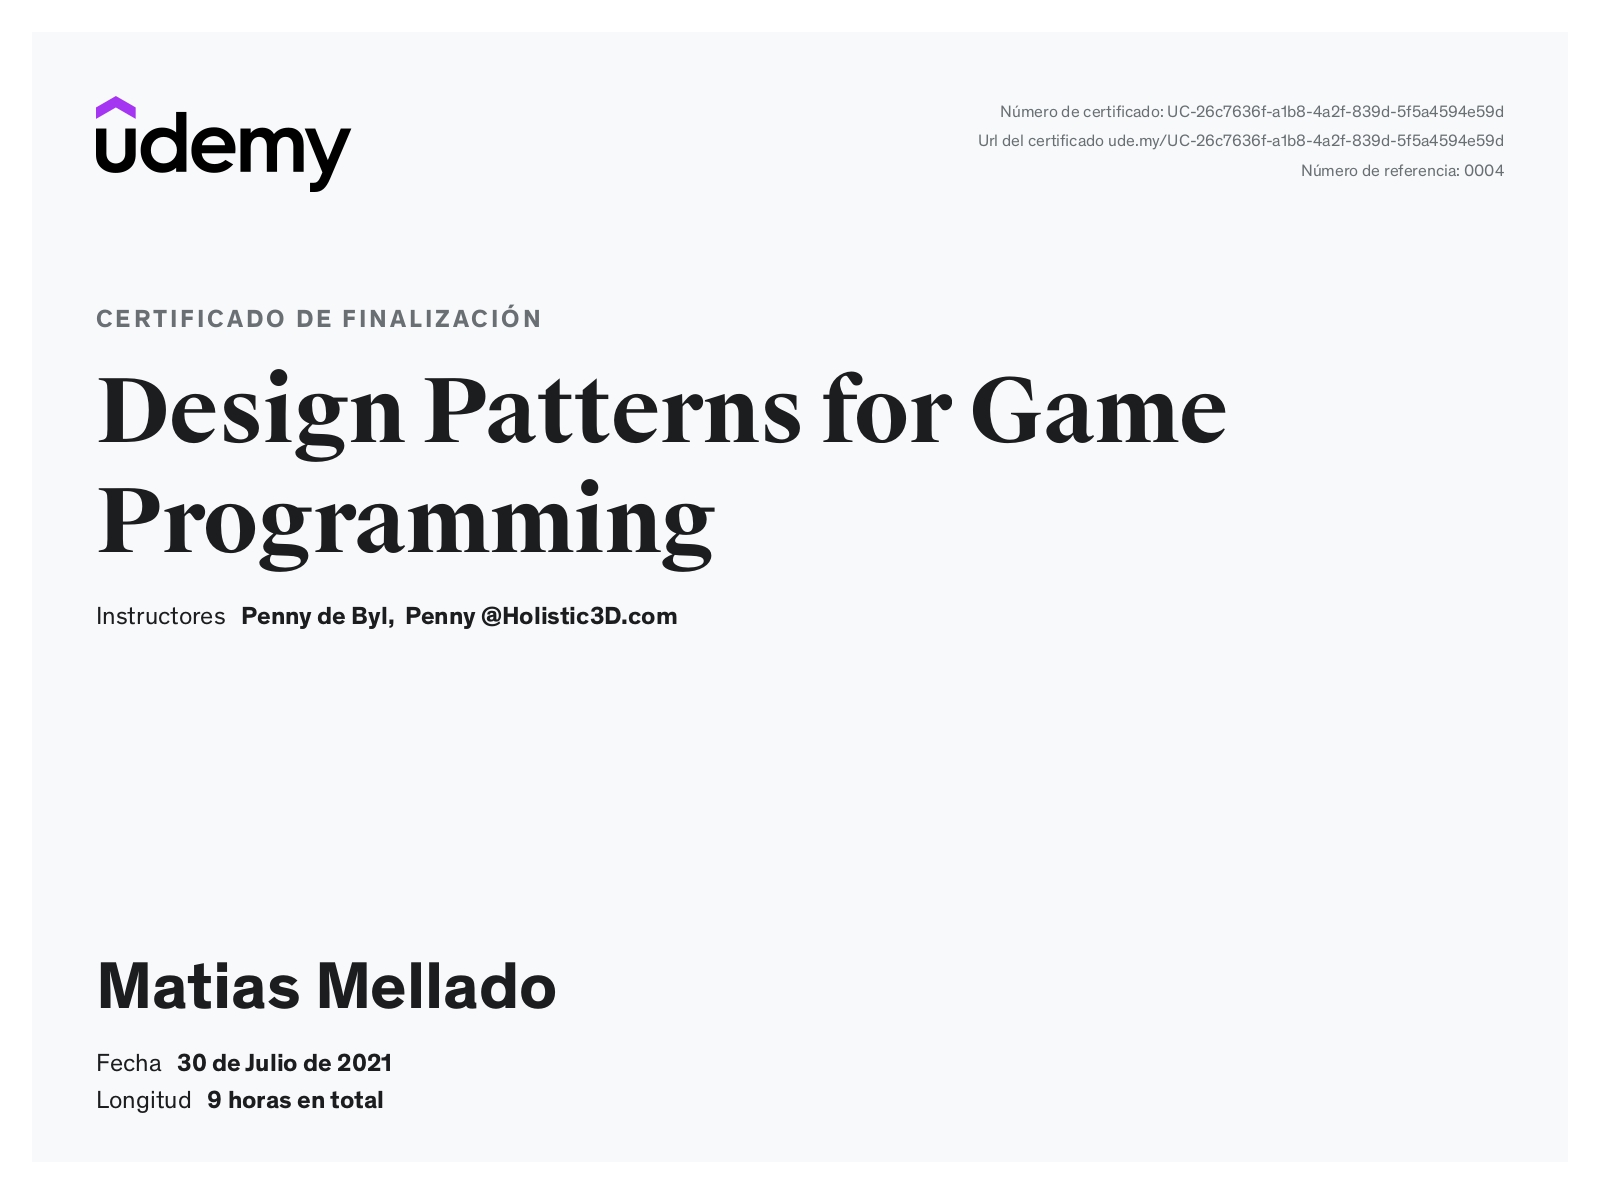 udemy
Número de certificado: UC-26c7636f-a1b8-4a2f-839d-5f5a4594e59d
Url del certificado ude.my/UC-26c7636f-a1b8-4a2f-839d-5f5a4594e59d
Número de referencia: 0004
CERTIFICADO DE FINALIZACIÓN
Design Patterns for Game
Programming
Instructores Penny de Byl, Penny @Holistic3D.com
Matias Mellado
Fecha 30 de Julio de 2021
Longitud 9 horas en total